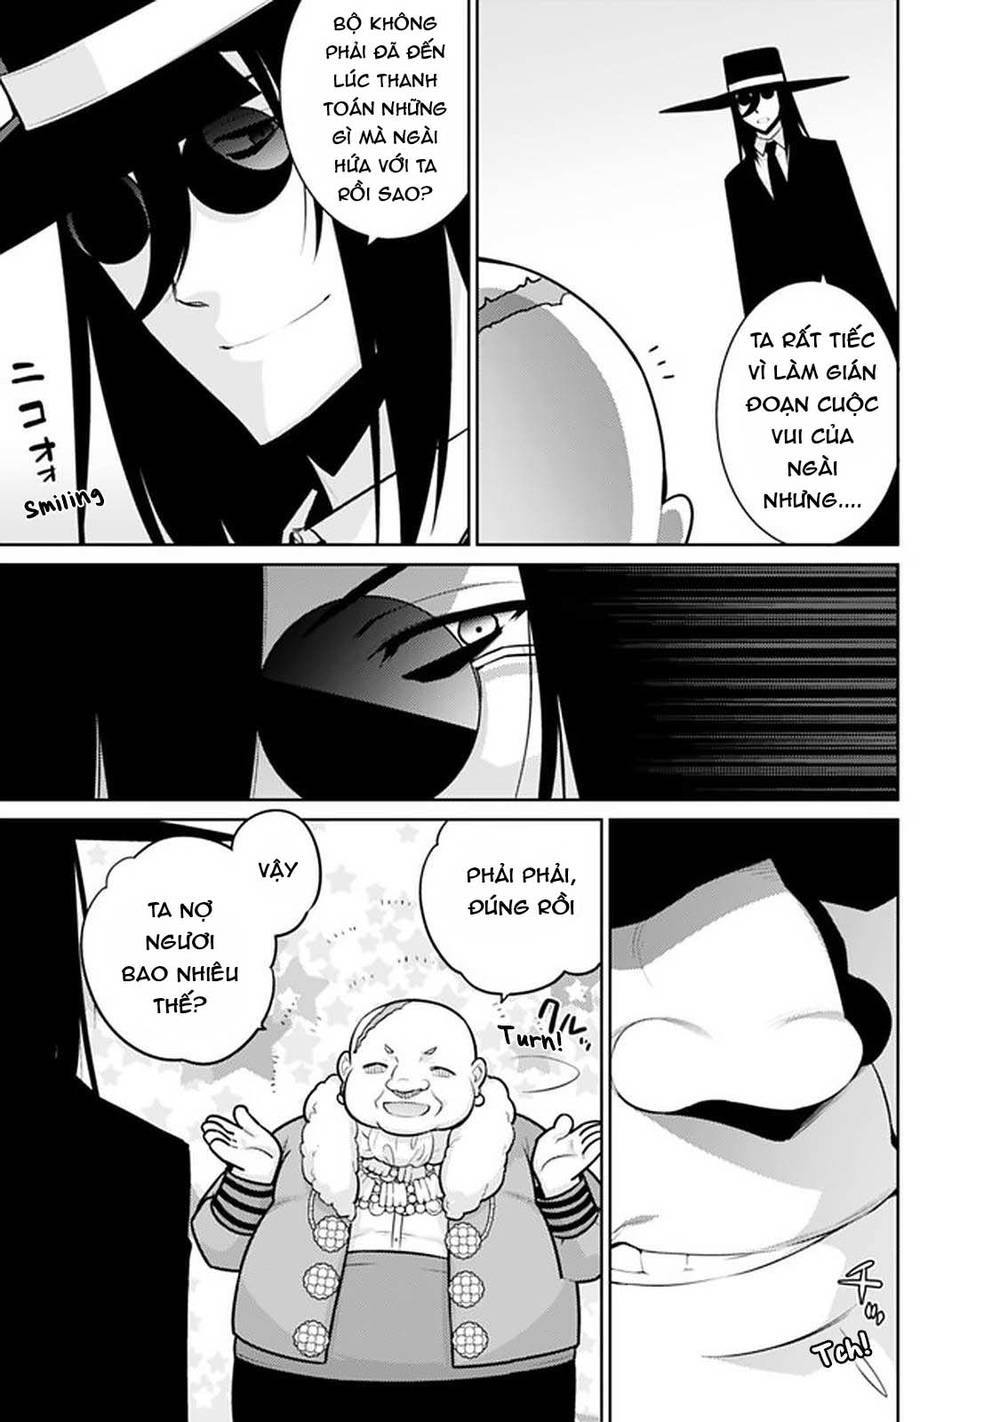 TA RẤT TIẾC
VÌ LÀM GIÁN
ĐOẠN CUỘC
VUI CỦA
NGÀI
NHƯNG....
BỘ KHÔNG
PHẢI ĐÃ ĐẾN
LÚC THANH
TOÁN NHỮNG
GÌ MÀ NGÀI
HỨA VỚI TA
RỒI SAO?
ニコォォ
Smiling
チッ
Tch!
PHẢI PHẢI,
ĐÚNG RỒI
クルッ
Turn!
VẬY
TA NỢ
NGƯƠI
BAO NHIÊU
THẾ?